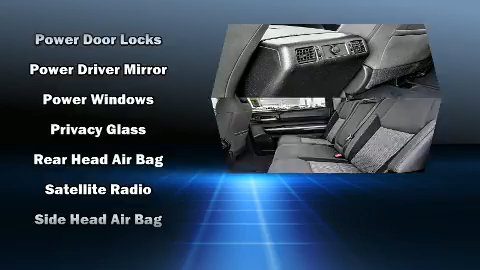 Power Door Locks
Power Driver Mirror
Power Windows
Privacy Glass
Rear Head Air Bag
Satellite Radio
Side Head Air Bag